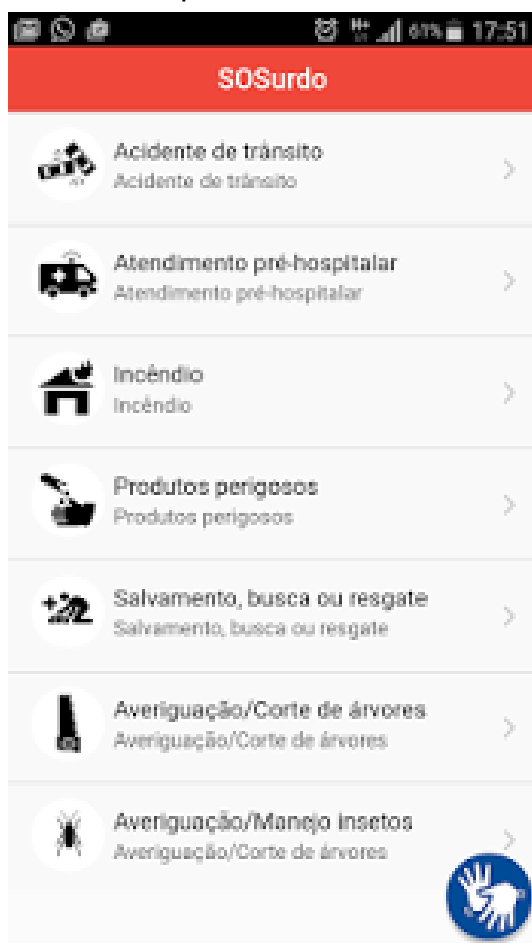 61% 17:51
SOSurdo
Acidente de trânsito
Acidente de trânsito
Atendimento pré-hospitalar
Atendimento pré-hospitalar
Incêndio
Incêndio
Produtos perigosos
Produtos perigosos
Salvamento, busca ou resgate
Salvamento, busca ou resgate
Averiguação/Corte de árvores
Averiguação/Corte de árvores
Averiguação/Manejo insetos
Averiguação/Corte de árvores